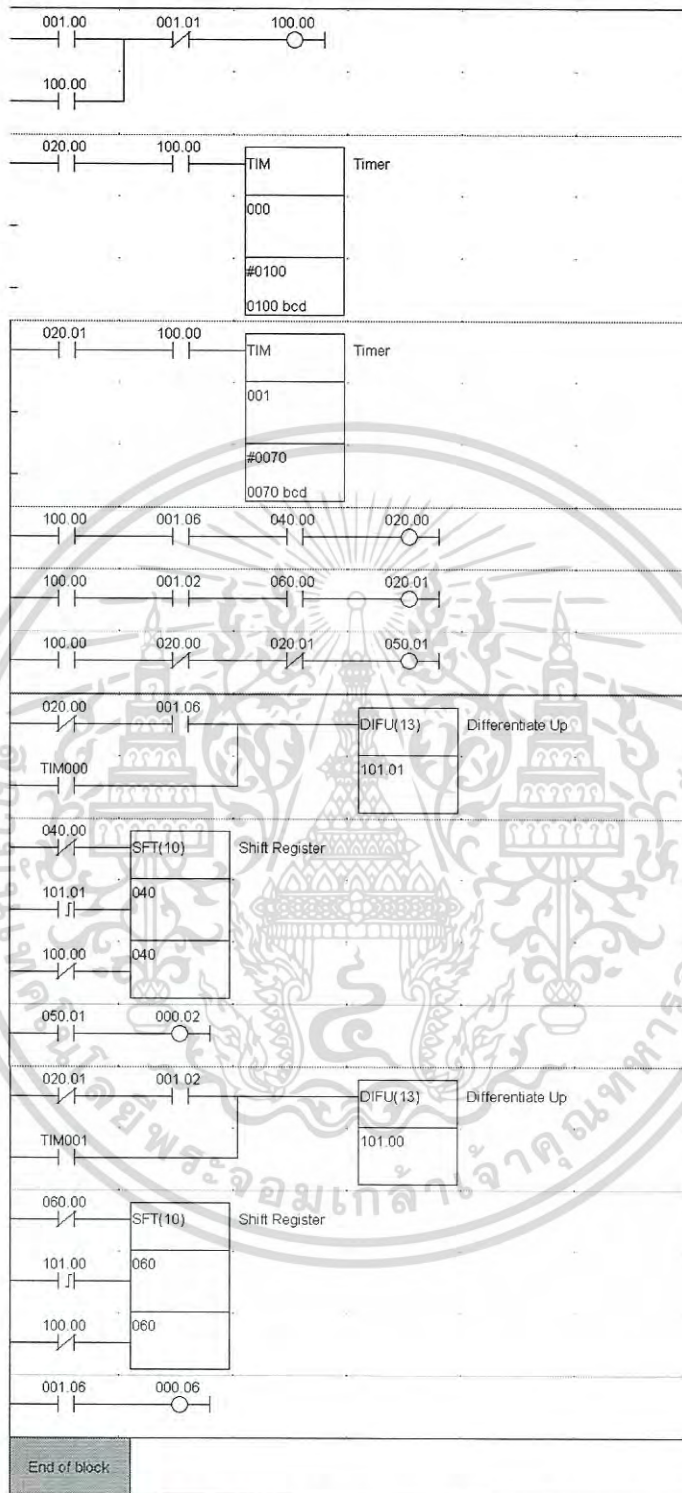 001.00 001.01 100.00
100.00
020.00 100.00
TIM Timer
000
#0100
0100 bcd
020.01 100.00
TIM Timer
001
#0070
0070 bcd
100.00 001.06 040.00 020.00
100.00 001.02 060.00 020.01
100.00 020.00 020.01 050.01
020.00 001.06
DIFU(13) Differentiate Up
TIM000
101.01
040.00
SFT(10) Shift Register
101.01 040
100.00 040
050.01 000.02
020.01 001.02
DIFU(13) Differentiate Up
TIM001
101.00
060.00
SFT(10) Shift Register
101.00 060
100.00 060
001.06 000.06
End of block